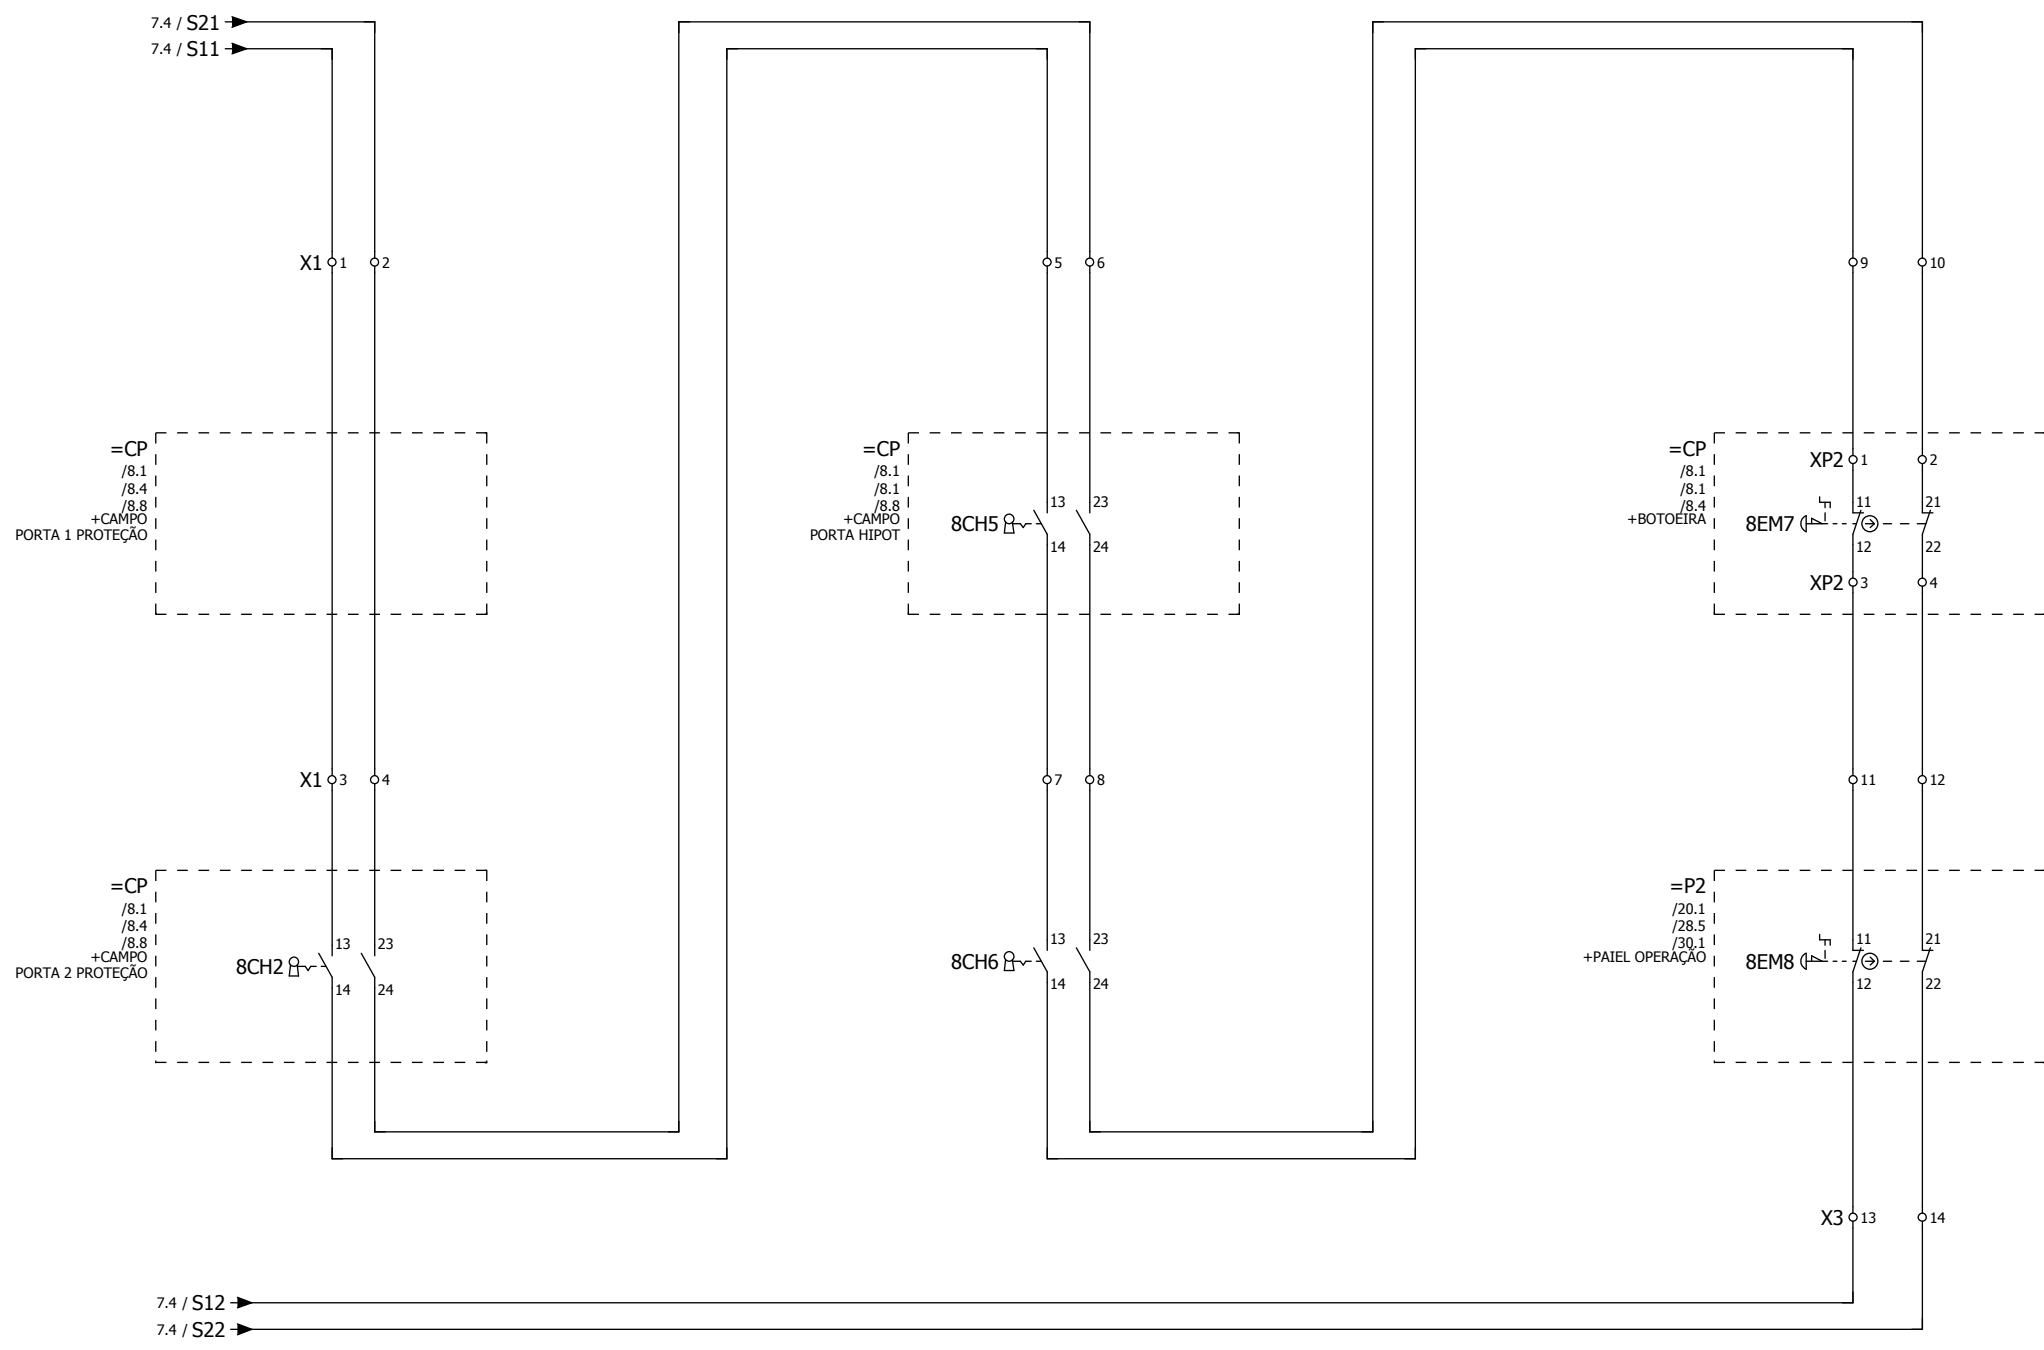 7.4 / S21
7.4 / S11
X1 1 2
5 6
9 10
=CP
/8.1
/8.4
/8.8
+CAMPO
PORTA 1 PROTEÇÃO
=CP
/8.1
/8.1
/8.8
+CAMPO
PORTA HIPOT
8CH5
13 23
14 24
=CP
/8.1
/8.1
/8.4
+BOTOEIRA
XP2 1 2
8EM7
11 21
12 22
XP2 3 4
X1 3 4
7 8
11 12
=CP
/8.1
/8.4
/8.8
+CAMPO
PORTA 2 PROTEÇÃO
8CH2
13 23
14 24
8CH6
13 23
14 24
=P2
/20.1
/28.5
/30.1
+PAIEL OPERAÇÃO
8EM8
11 21
12 22
X3 13 14
7.4 / S12
7.4 / S22